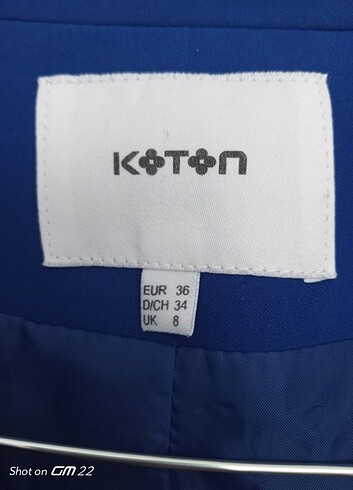 KOTON
EUR 36
D/CH 34
UK 8
Shot on GM 22